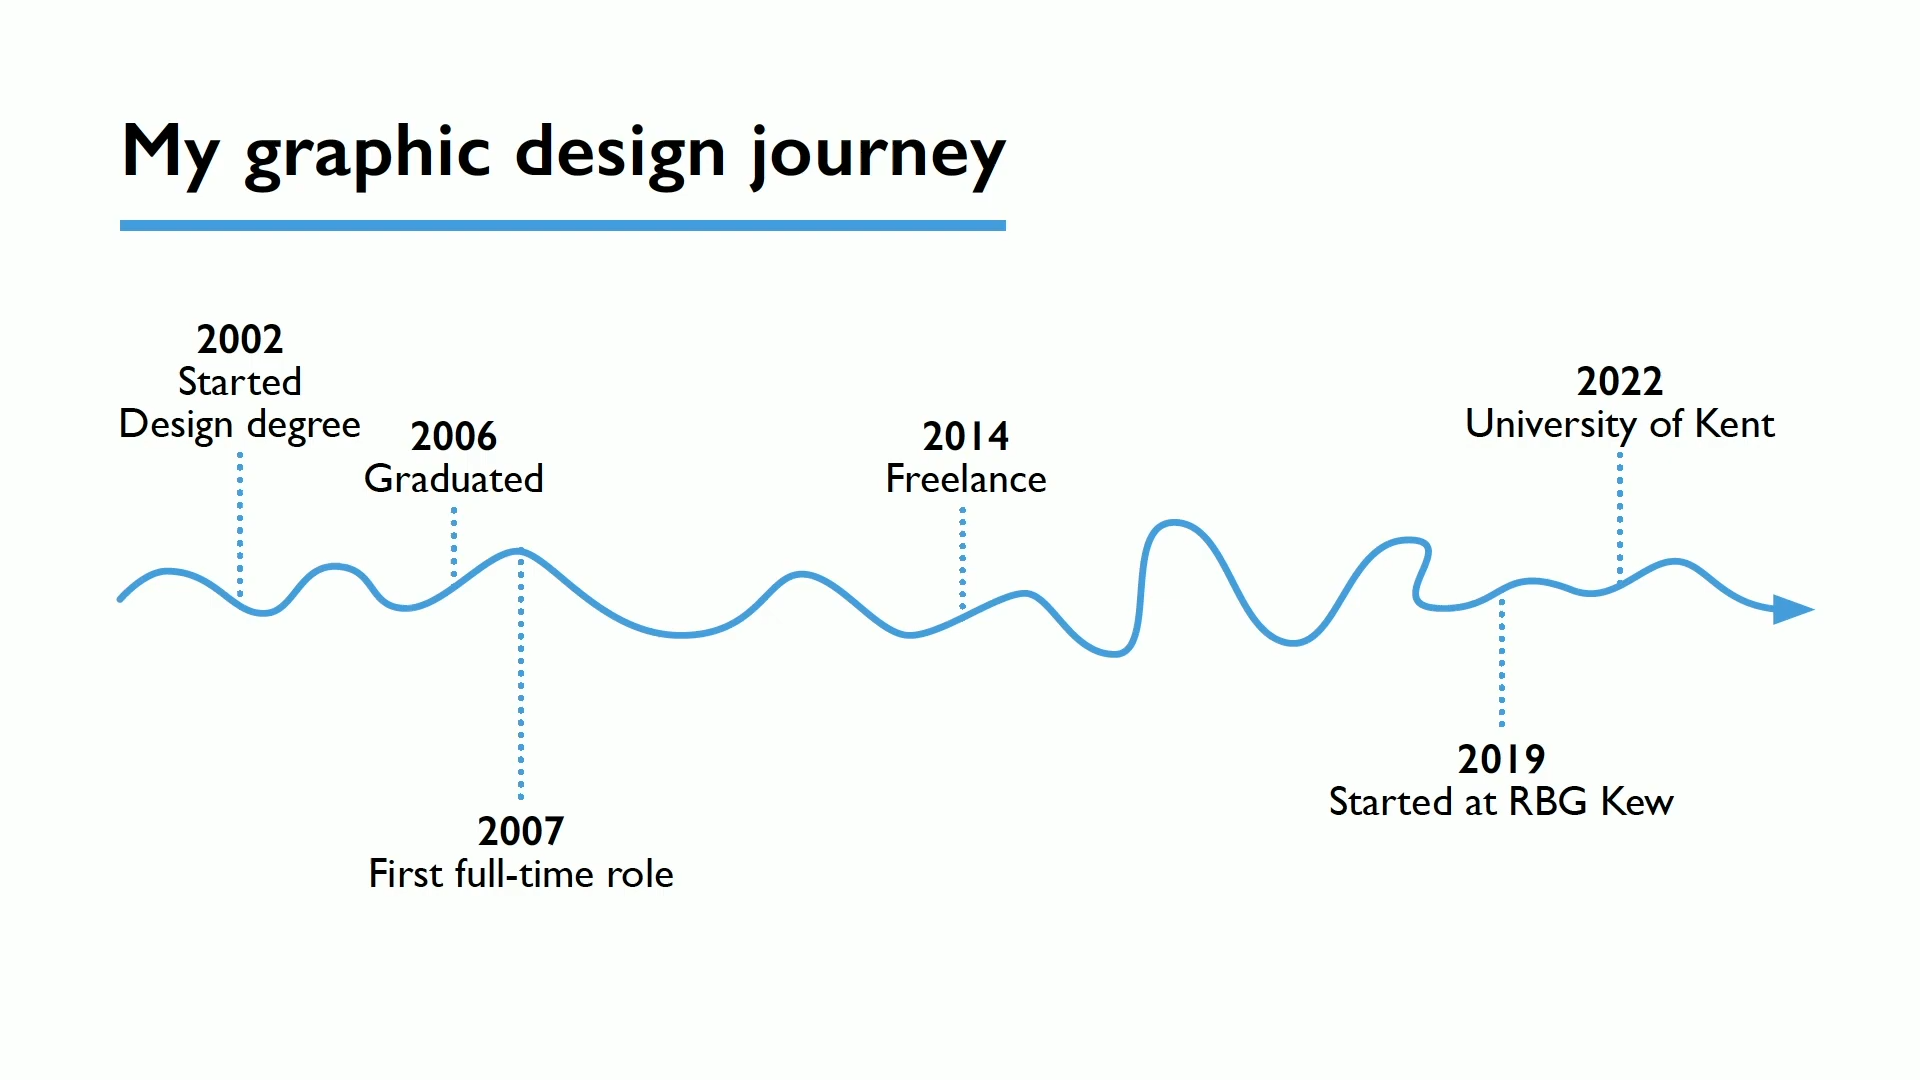 My graphic design journey
2002
Started
Design degree
2006
Graduated
2007
First full-time role
2014
Freelance
2019
Started at RBG Kew
2022
University of Kent